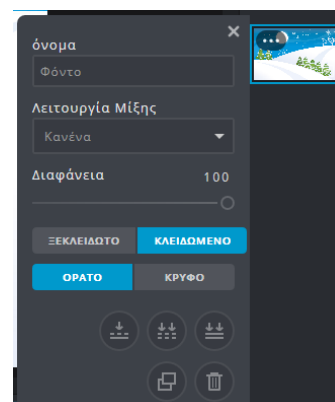 όνομα
Φόντο
Λειτουργία Μίξης
Κανένα
Διαφάνεια 100
ΞΕΚΛΕΙΔΩΤΟ ΚΛΕΙΔΩΜΕΝΟ
ΟΡΑΤΟ ΚΡΥΦΟ